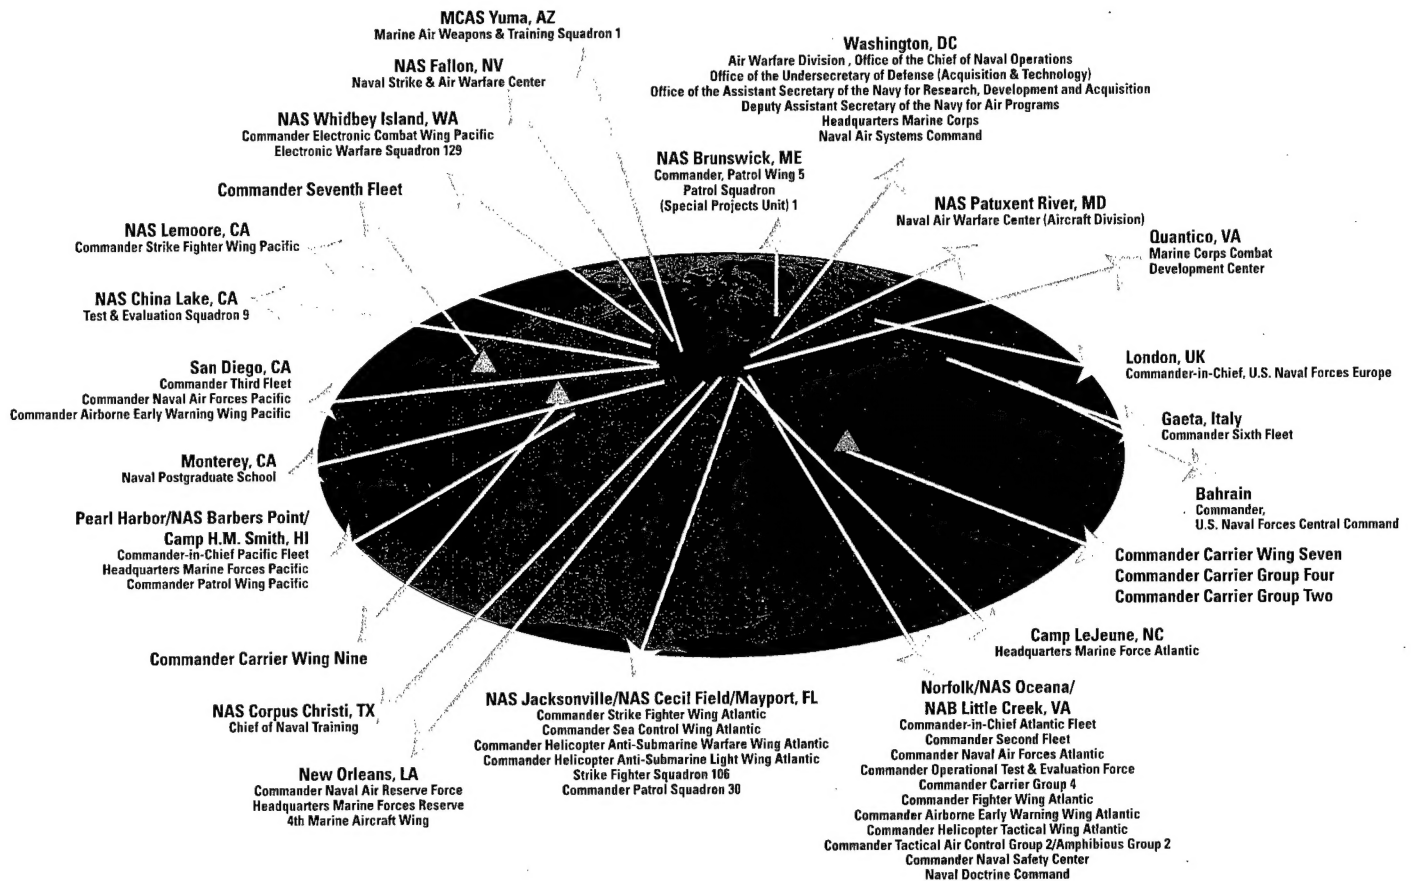 MCAS Yuma, AZ
Marine Air Weapons & Training Squadron 1
NAS Fallon, NV
Naval Strike & Air Warfare Center
NAS Whidbey Island, WA
Commander Electronic Combat Wing Pacific
Electronic Warfare Squadron 129
Commander Seventh Fleet
NAS Lemoore, CA
Commander Strike Fighter Wing Pacific
NAS China Lake, CA
Test & Evaluation Squadron 9
San Diego, CA
Commander Third Fleet
Commander Naval Air Forces Pacific
Commander Airborne Early Warning Wing Pacific
Monterey, CA
Naval Postgraduate School
Pearl Harbor/NAS Barbers Point/
Camp H.M. Smith, HI
Commander-in-Chief Pacific Fleet
Headquarters Marine Forces Pacific
Commander Patrol Wing Pacific
Commander Carrier Wing Nine
NAS Corpus Christi, TX
Chief of Naval Training
New Orleans, LA
Commander Naval Air Reserve Force
Headquarters Marine Forces Reserve
4th Marine Aircraft Wing
NAS Jacksonville/NAS Cecil Field/Mayport, FL
Commander Strike Fighter Wing Atlantic
Commander Sea Control Wing Atlantic
Commander Helicopter Anti-Submarine Warfare Wing Atlantic
Commander Helicopter Anti-Submarine Light Wing Atlantic
Strike Fighter Squadron 106
Commander Patrol Squadron 30
Washington, DC
Air Warfare Division , Office of the Chief of Naval Operations
Office of the Undersecretary of Defense (Acquisition & Technology)
Office of the Assistant Secretary of the Navy for Research, Development and Acquisition
Deputy Assistant Secretary of the Navy for Air Programs
Headquarters Marine Corps
Naval Air Systems Command
NAS Brunswick, ME
Commander, Patrol Wing 5
Patrol Squadron
(Special Projects Unit) 1
NAS Patuxent River, MD
Naval Air Warfare Center (Aircraft Division)
Quantico, VA
Marine Corps Combat
Development Center
London, UK
Commander-in-Chief, U.S. Naval Forces Europe
Gaeta, Italy
Commander Sixth Fleet
Bahrain
Commander,
U.S. Naval Forces Central Command
Commander Carrier Wing Seven
Commander Carrier Group Four
Commander Carrier Group Two
Camp LeJeune, NC
Headquarters Marine Force Atlantic
Norfolk/NAS Oceana/
NAB Little Creek, VA
Commander-in-Chief Atlantic Fleet
Commander Second Fleet
Commander Naval Air Forces Atlantic
Commander Operational Test & Evaluation Force
Commander Carrier Group 4
Commander Fighter Wing Atlantic
Commander Airborne Early Warning Wing Atlantic
Commander Helicopter Tactical Wing Atlantic
Commander Tactical Air Control Group 2/Amphibious Group 2
Commander Naval Safety Center
Naval Doctrine Command